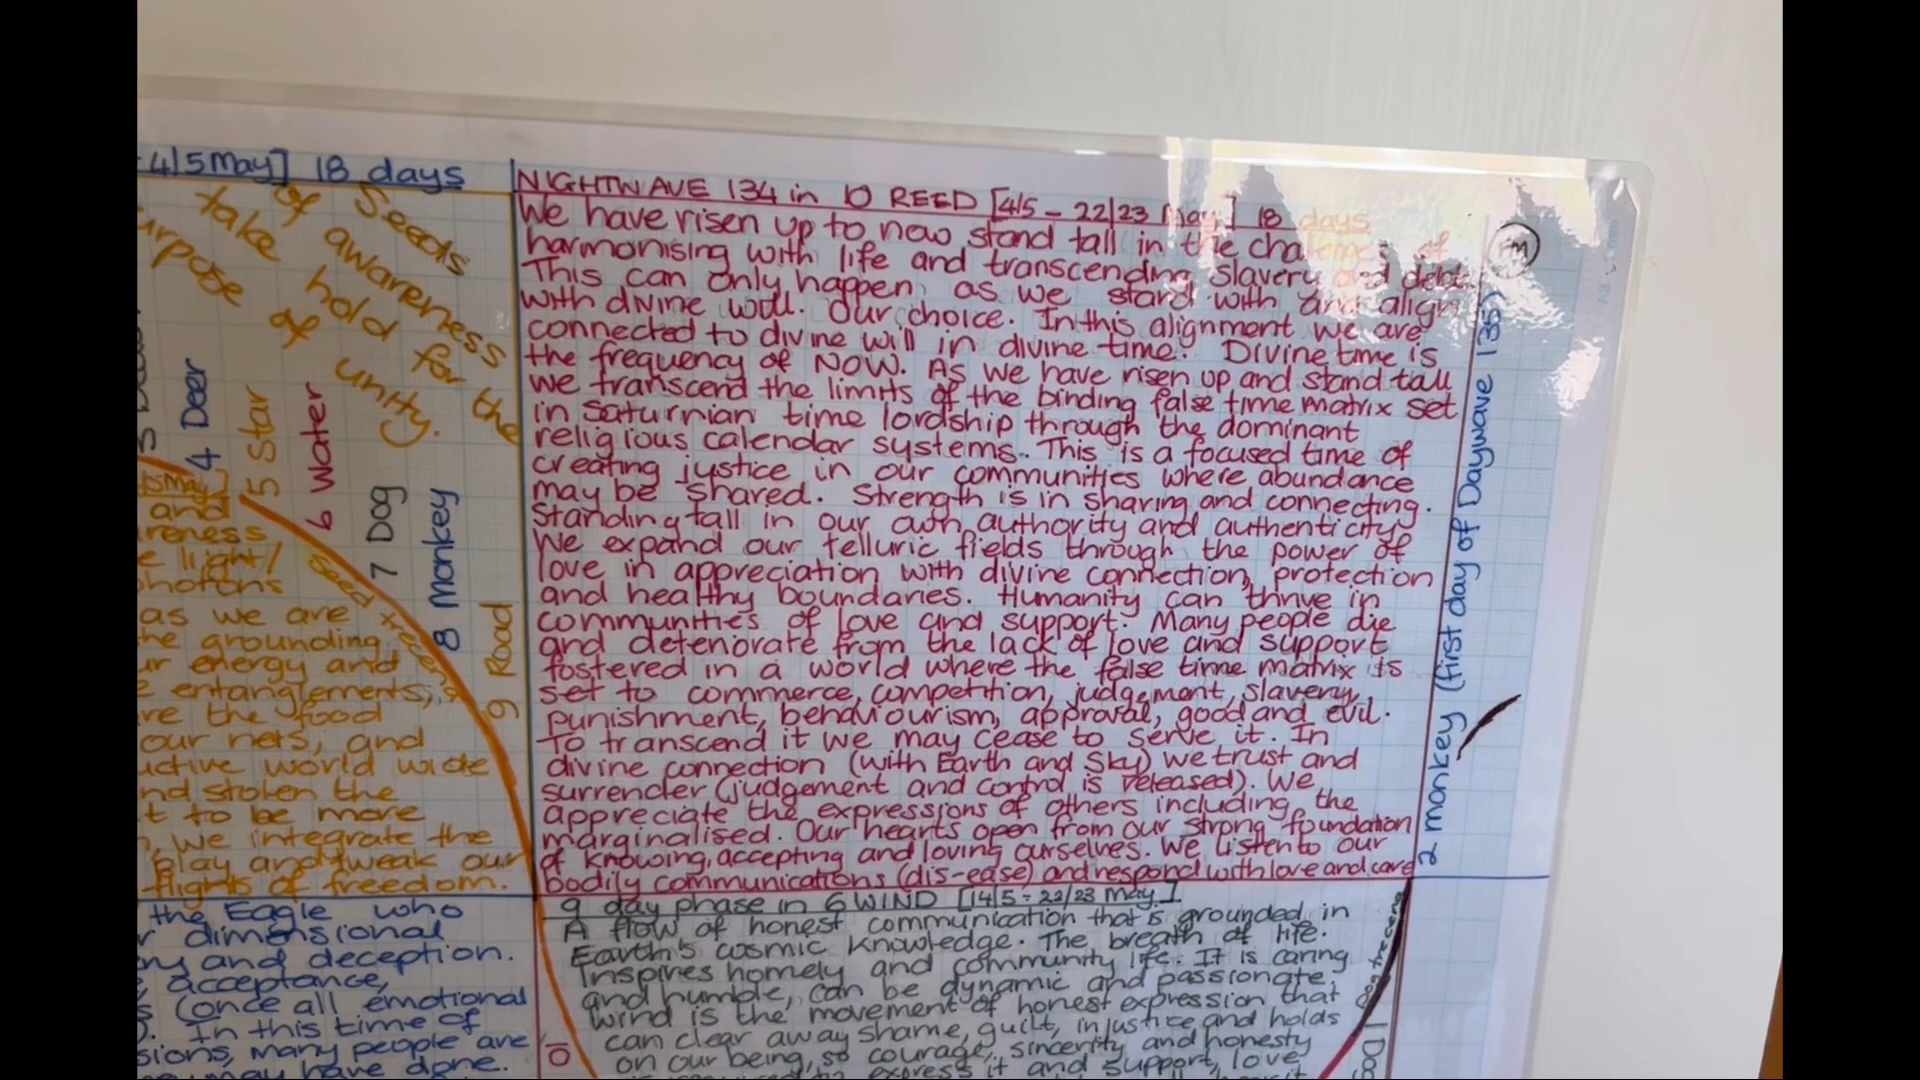 4|5 May] 18 days
Seeds
of awareness
take hold for the
purpose of unity.
4 Deer
5 Star
6 Water
7 Dog
8 Monkey
9 Road
and
light/
photons
as we are
the grounding
energy and
entanglements,
the food
our nets, and
world wide
and stolen the
to be more
we integrate the
play and tweak our
flights of freedom.
the Eagle who
dimensional
and deception.
acceptance,
(once all emotional
In this time of
many people are
may have done.
NIGHTWAVE 134 in 10 REED [4|5 - 22|23 May] 18 days
We have risen up to now stand tall in the challenges of
harmonising with life and transcending slavery and debt.
This can only happen as we stand with and align
with divine will. Our choice. In this alignment we are
connected to divine will in divine time. Divine time is
the frequency of NOW. As we have risen up and stand tall
we transcend the limits of the binding false time matrix set
in Saturnian time lordship through the dominant
religious calendar systems. This is a focused time of
creating justice in our communities where abundance
may be shared. Strength is in sharing and connecting.
Standing tall in our own authority and authenticity
We expand our telluric fields through the power of
love in appreciation with divine connection, protection
and healthy boundaries. Humanity can thrive in
communities of love and support. Many people die
and deteriorate from the lack of love and support
fostered in a world where the false time matrix is
set to commerce, competition, judgement, slavery,
punishment, behaviourism, approval, good and evil.
To transcend it we may cease to serve it. In
divine connection (with Earth and Sky) we trust and
surrender (judgement and control is released). We
appreciate the expressions of others including the
marginalised. Our hearts open from our strong foundation
of knowing, accepting and loving ourselves. We listen to our
bodily communications (dis-ease) and respond with love and care
9 day phase in 6 WIND [14|5 - 22/23 May]
A flow of honest communication that is grounded in
Earth's cosmic knowledge. The breath of life.
Inspires homely and community life. It is caring
and humble, can be dynamic and passionate.
Wind is the movement of honest expression that
can clear away shame, guilt, injustice and holds
on our being, so courage, sincerity and honesty
express it and support, love
2 monkey (first day of Daywave 135)
Dog trecena